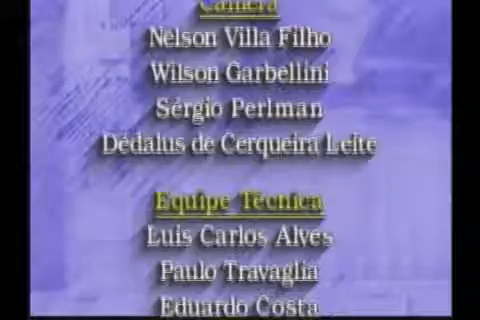 Câmera
Nelson Villa Filho
Wilson Garbellini
Sérgio Perlman
Dédalus de Cerqueira Leite
Equipe Técnica
Luis Carlos Alves
Paulo Travaglia
Eduardo Costa